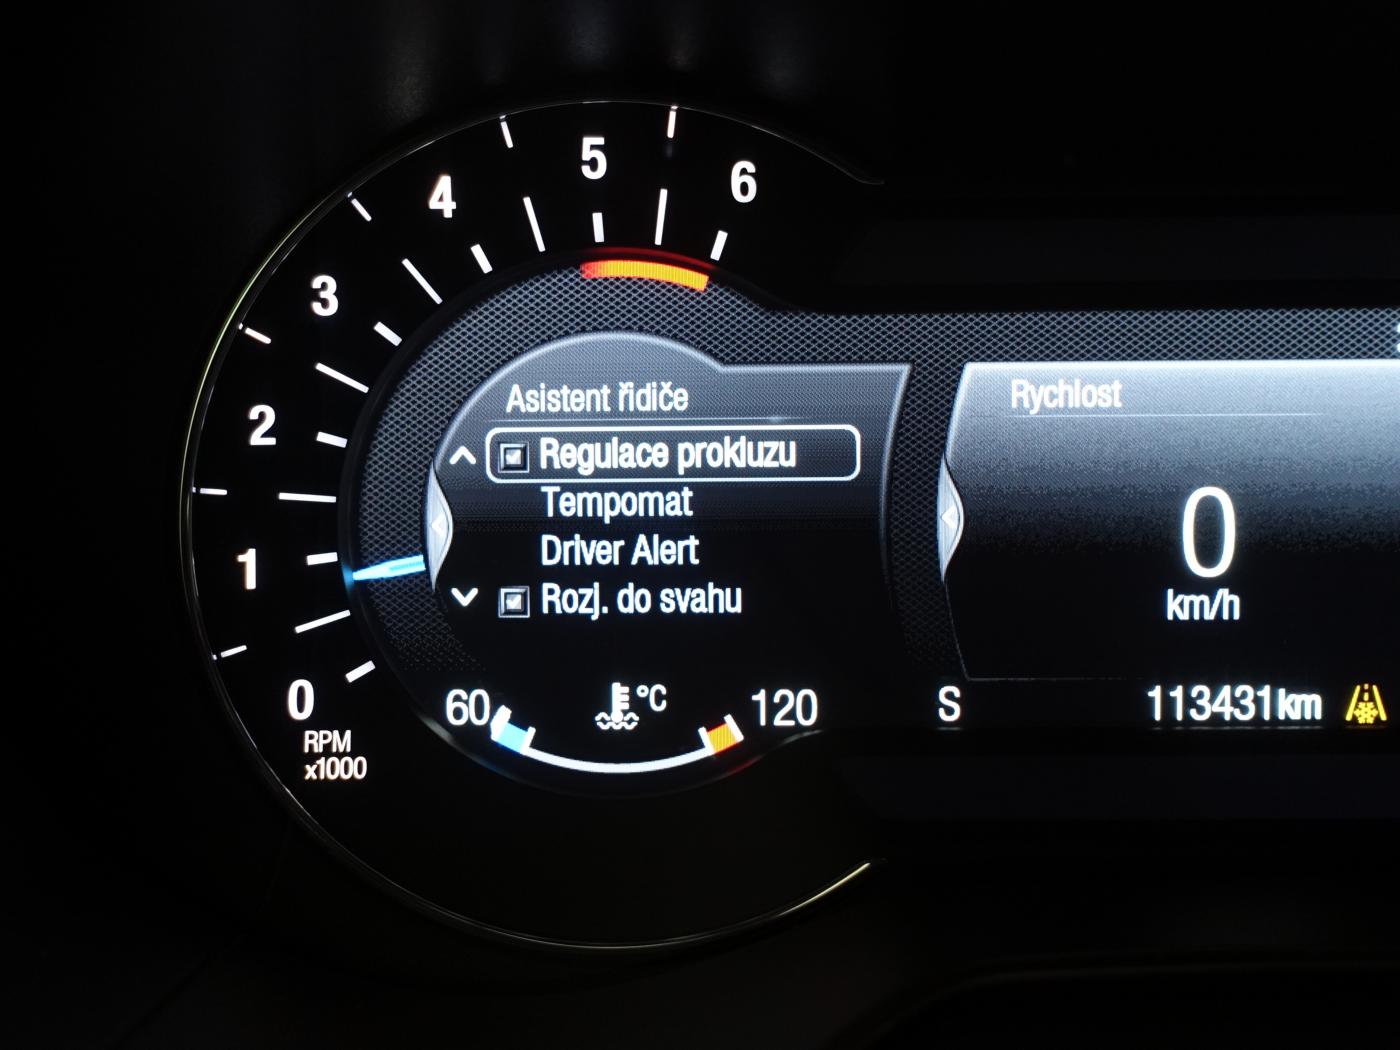 6
5
4
3
2
1
0
RPM
x1000
Asistent řidiče
Regulace prokluzu
Tempomat
Driver Alert
Rozj. do svahu
60
°C
120
Rychlost
0
km/h
S
113431km